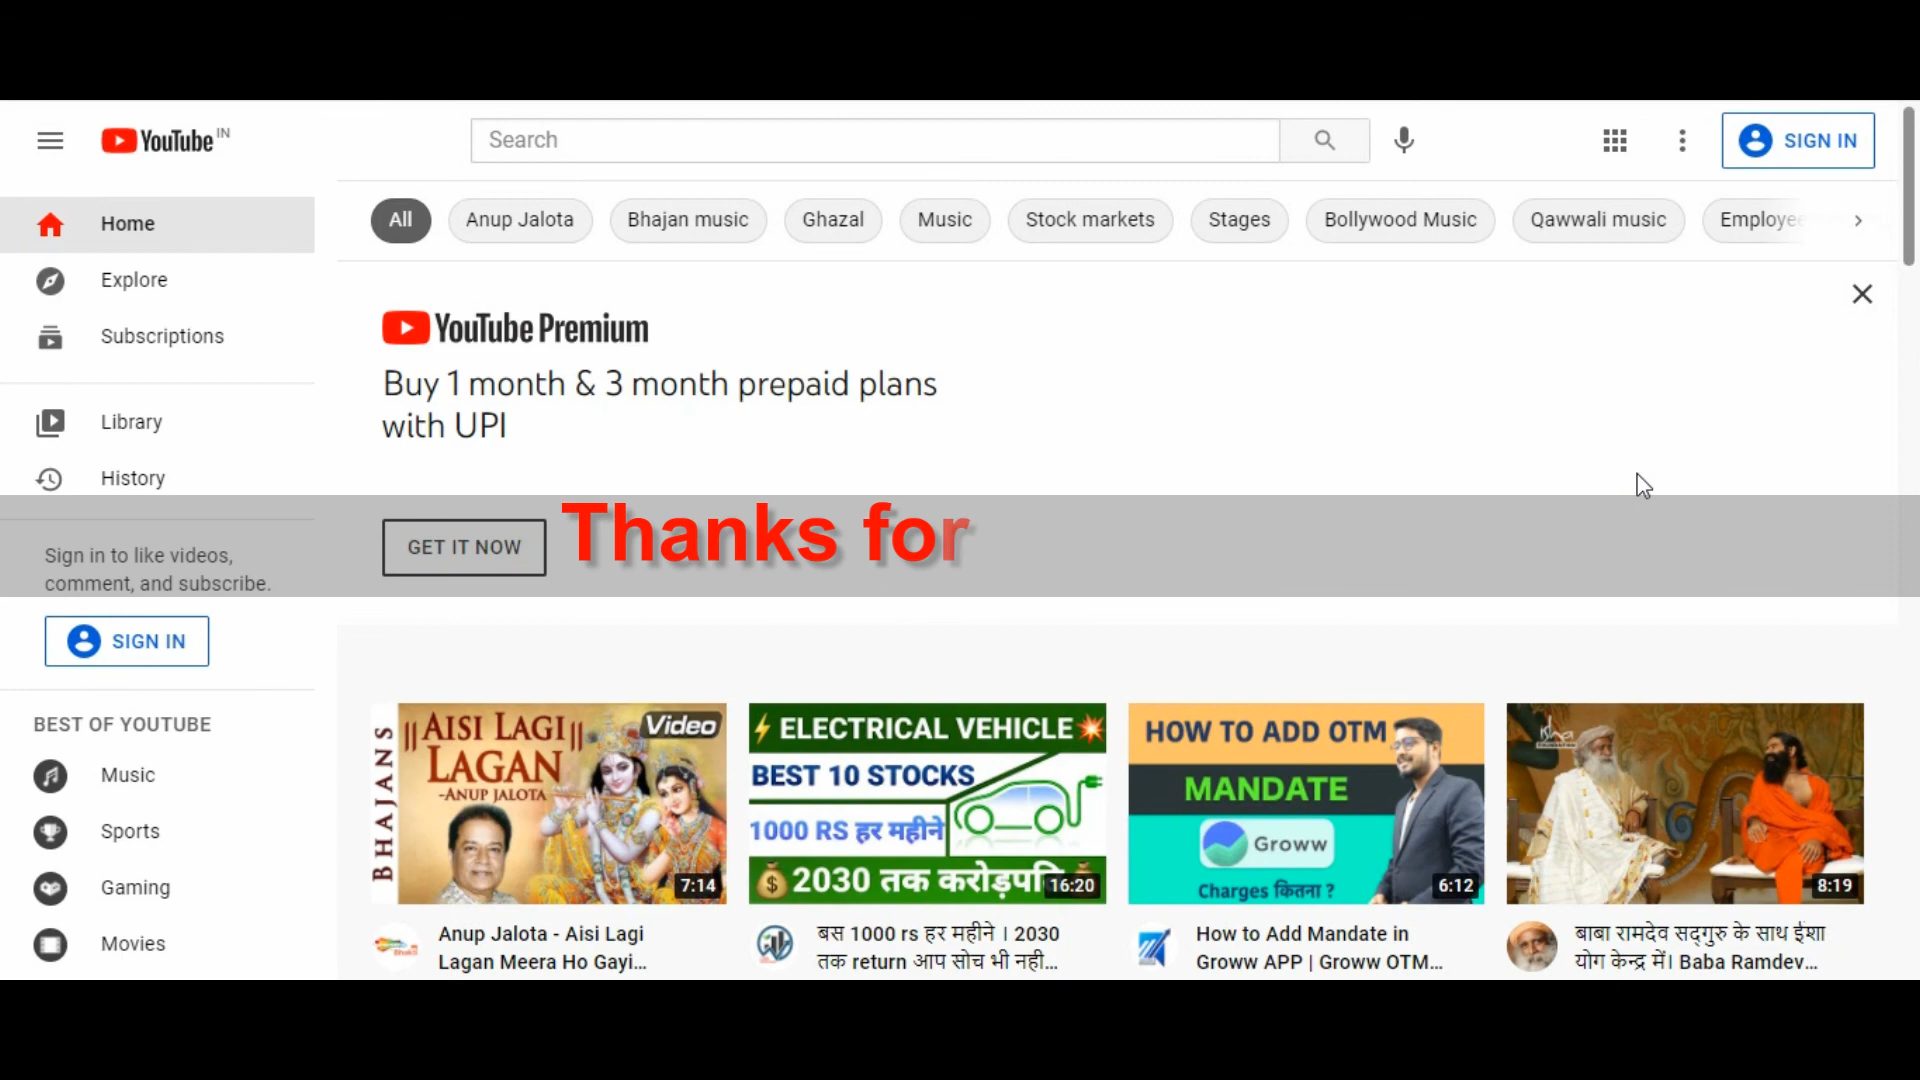 YouTube IN
Search
SIGN IN
Home
Explore
Subscriptions
Library
History
Sign in to like videos,
comment, and subscribe.
SIGN IN
BEST OF YOUTUBE
Music
Sports
Gaming
Movies
All
Anup Jalota
Bhajan music
Ghazal
Music
Stock markets
Stages
Bollywood Music
Qawwali music
Employee
YouTube Premium
Buy 1 month & 3 month prepaid plans
with UPI
GET IT NOW
Thanks for
BHAJANS
|| AISI LAGI ||
LAGAN
-ANUP JALOTA
Video
7:14
Anup Jalota - Aisi Lagi
Lagan Meera Ho Gayi...
⚡ELECTRICAL VEHICLE💥
BEST 10 STOCKS
1000 RS हर महीने
💰2030 तक करोड़पति
16:20
बस 1000 rs हर महीने । 2030
तक return आप सोच भी नही...
HOW TO ADD OTM
MANDATE
Groww
Charges कितना ?
6:12
How to Add Mandate in
Groww APP | Groww OTM...
isha
8:19
बाबा रामदेव सद्गुरु के साथ ईशा
योग केन्द्र में। Baba Ramdev...